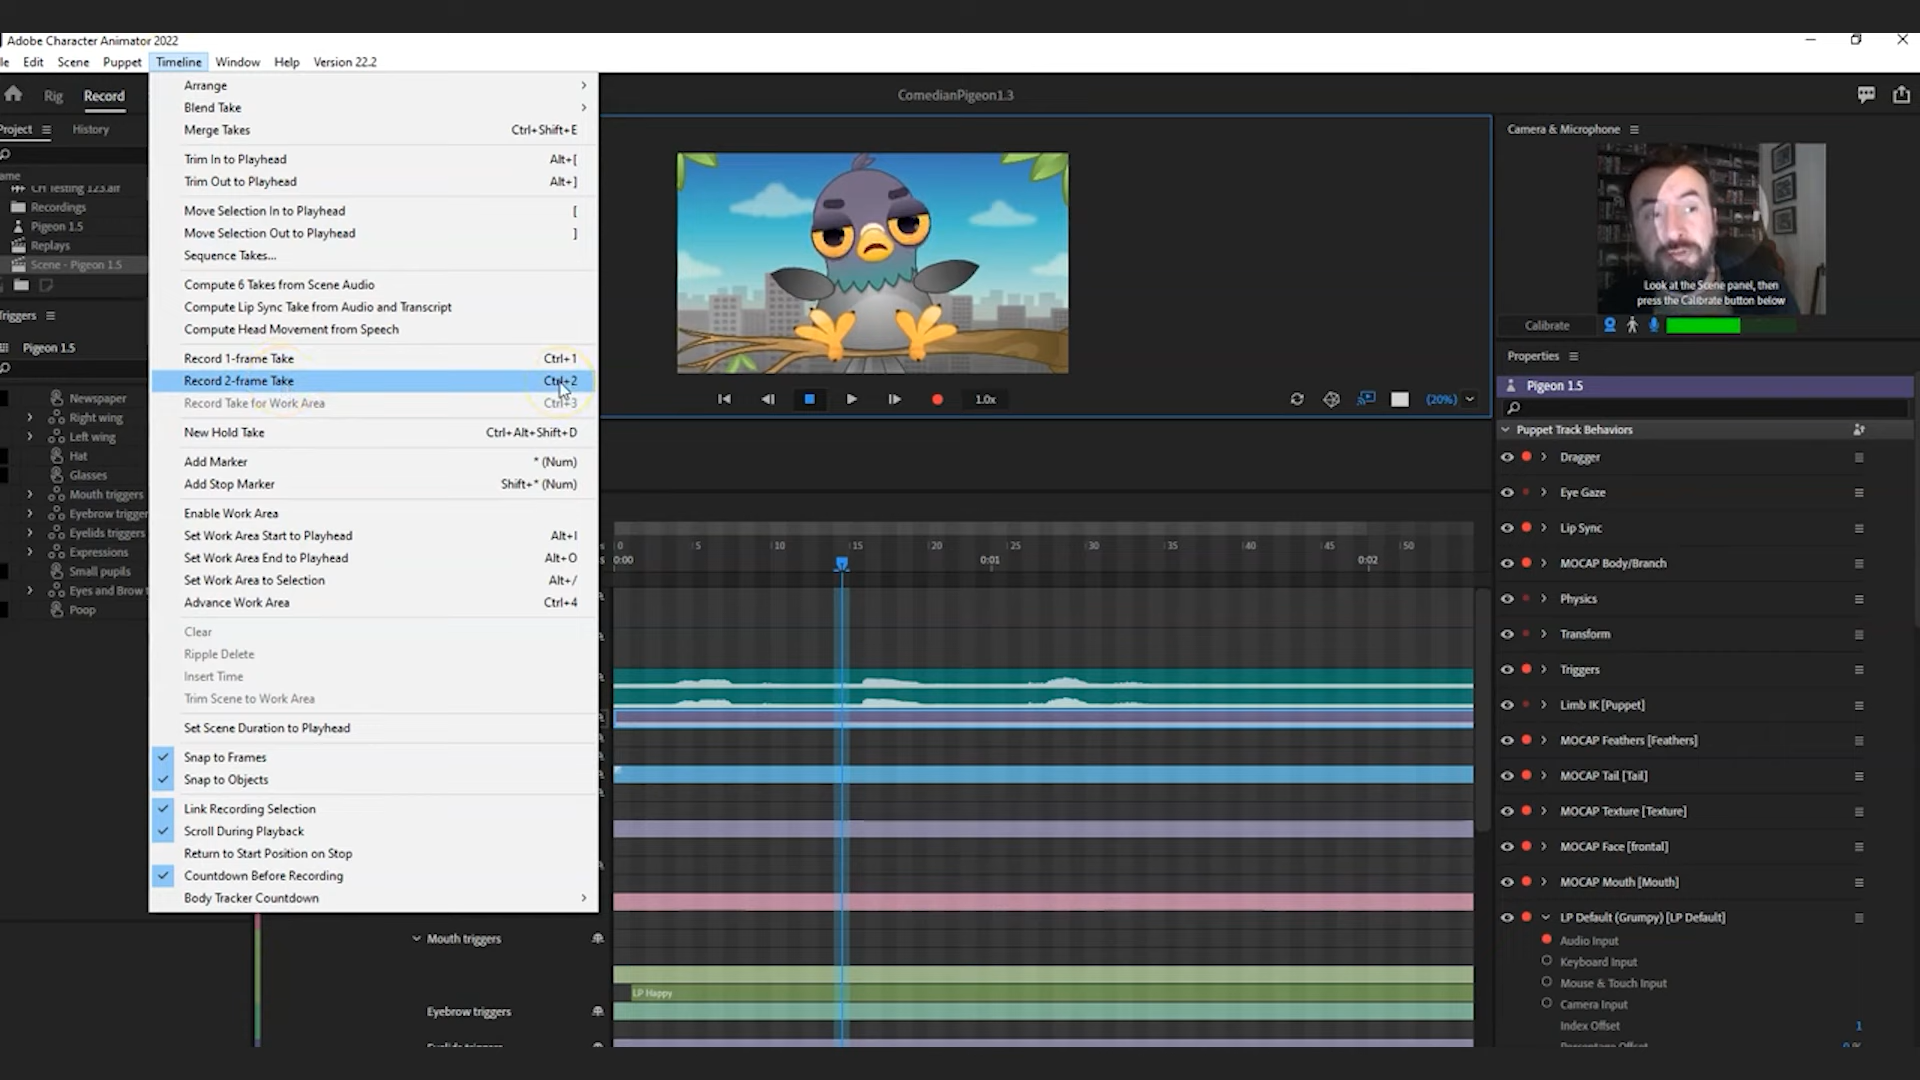 Adobe Character Animator 2022
le Edit Scene Puppet Timeline Window Help Version 22.2
Rig Record
ComedianPigeon1.3
Project History
ame
CH Testing 123.aif
Recordings
Pigeon 1.5
Replays
Scene - Pigeon 1.5
Triggers
Pigeon 1.5
Newspaper
Right wing
Left wing
Hat
Glasses
Mouth triggers
Eyebrow trigger
Eyelids triggers
Expressions
Small pupils
Eyes and Brow t
Poop
Arrange
Blend Take
Merge Takes Ctrl+Shift+E
Trim In to Playhead Alt+[
Trim Out to Playhead Alt+]
Move Selection In to Playhead [
Move Selection Out to Playhead ]
Sequence Takes...
Compute 6 Takes from Scene Audio
Compute Lip Sync Take from Audio and Transcript
Compute Head Movement from Speech
Record 1-frame Take Ctrl+1
Record 2-frame Take Ctrl+2
Record Take for Work Area Ctrl+3
New Hold Take Ctrl+Alt+Shift+D
Add Marker * (Num)
Add Stop Marker Shift+* (Num)
Enable Work Area
Set Work Area Start to Playhead Alt+I
Set Work Area End to Playhead Alt+O
Set Work Area to Selection Alt+/
Advance Work Area Ctrl+4
Clear
Ripple Delete
Insert Time
Trim Scene to Work Area
Set Scene Duration to Playhead
Snap to Frames
Snap to Objects
Link Recording Selection
Scroll During Playback
Return to Start Position on Stop
Countdown Before Recording
Body Tracker Countdown
1.0x
(20%)
0 5 10 15 20 25 30 35 40 45 50
0:00 0:01 0:02
Mouth triggers
LP Happy
Eyebrow triggers
Eyelids triggers
Camera & Microphone
Look at the Scene panel, then
press the Calibrate button below
Calibrate
Properties
Pigeon 1.5
Puppet Track Behaviors
Dragger
Eye Gaze
Lip Sync
MOCAP Body/Branch
Physics
Transform
Triggers
Limb IK [Puppet]
MOCAP Feathers [Feathers]
MOCAP Tail [Tail]
MOCAP Texture [Texture]
MOCAP Face [frontal]
MOCAP Mouth [Mouth]
LP Default (Grumpy) [LP Default]
Audio Input
Keyboard Input
Mouse & Touch Input
Camera Input
Index Offset 1
Percentage Offset 0 %